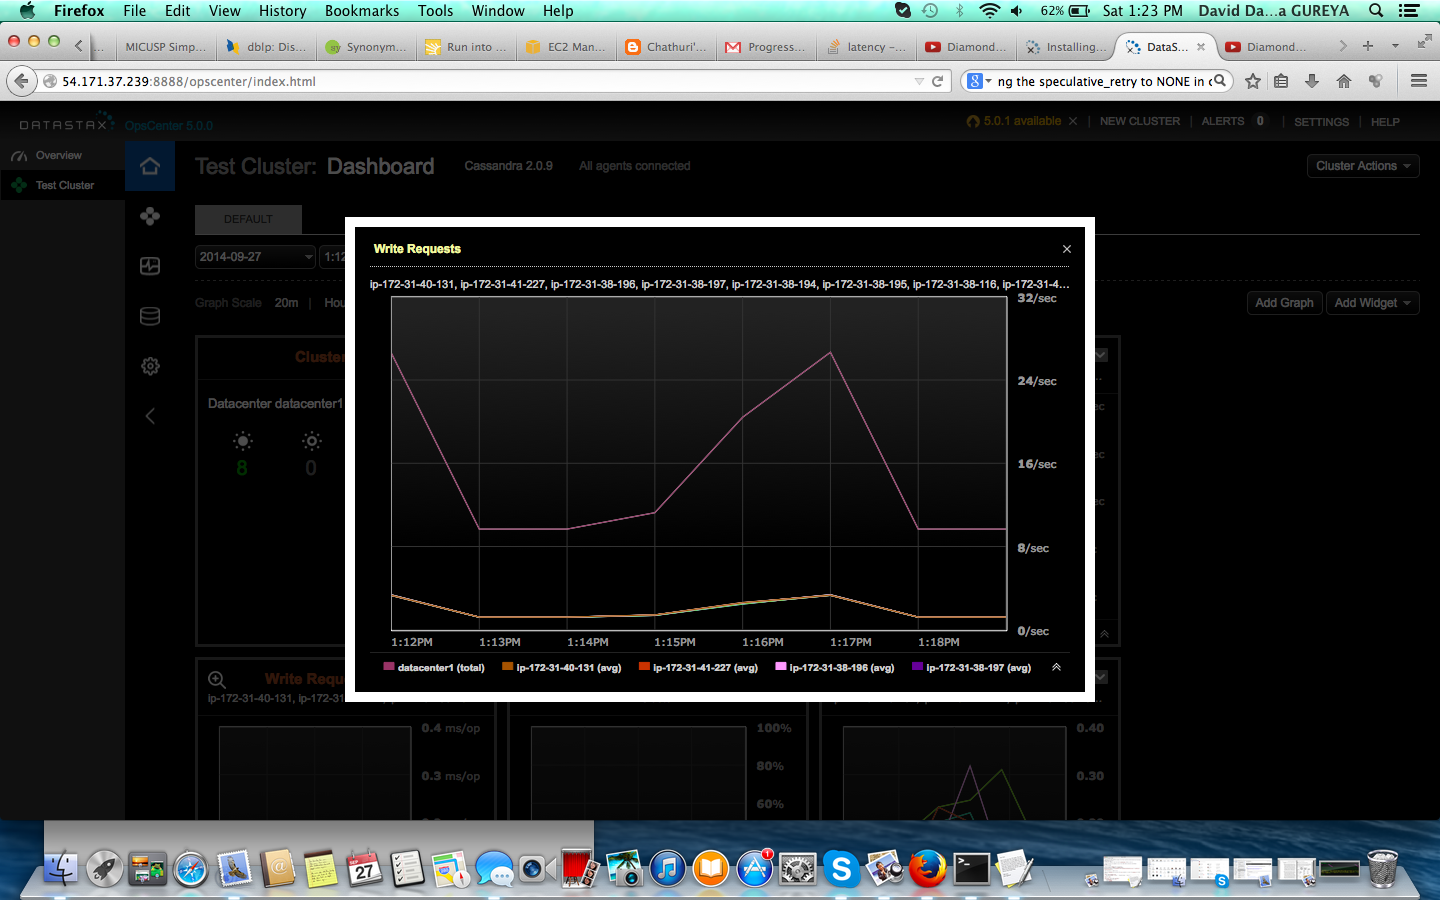 Firefox File Edit View History Bookmarks Tools Window Help 62% Sat 1:23 PM David Da...a GUREYA
... MICUSP Simp... dblp: Dis... Synonym... Run into ... EC2 Man... Chathuri'... Progress... latency –... Diamond... Installing... DataS... Diamond...
54.171.37.239:8888/opscenter/index.html ng the speculative_retry to NONE in c
DATASTAX OpsCenter 5.0.0 5.0.1 available × | NEW CLUSTER | ALERTS 0 | SETTINGS | HELP
Overview
Test Cluster
Test Cluster: Dashboard Cassandra 2.0.9 All agents connected Cluster Actions
DEFAULT
2014-09-27 1:12
Graph Scale 20m | Hou
Add Graph Add Widget
Cluster
Datacenter datacenter1
8 0
Write Requests ×
ip-172-31-40-131, ip-172-31-41-227, ip-172-31-38-196, ip-172-31-38-197, ip-172-31-38-194, ip-172-31-38-195, ip-172-31-38-116, ip-172-31-4...
32/sec
24/sec
16/sec
8/sec
0/sec
1:12PM 1:13PM 1:14PM 1:15PM 1:16PM 1:17PM 1:18PM
datacenter1 (total) ip-172-31-40-131 (avg) ip-172-31-41-227 (avg) ip-172-31-38-196 (avg) ip-172-31-38-197 (avg)
Write Requ
ip-172-31-40-131, ip-172-31
0.4 ms/op
0.3 ms/op
100%
80%
60%
0.40
0.30
SEP
27
1